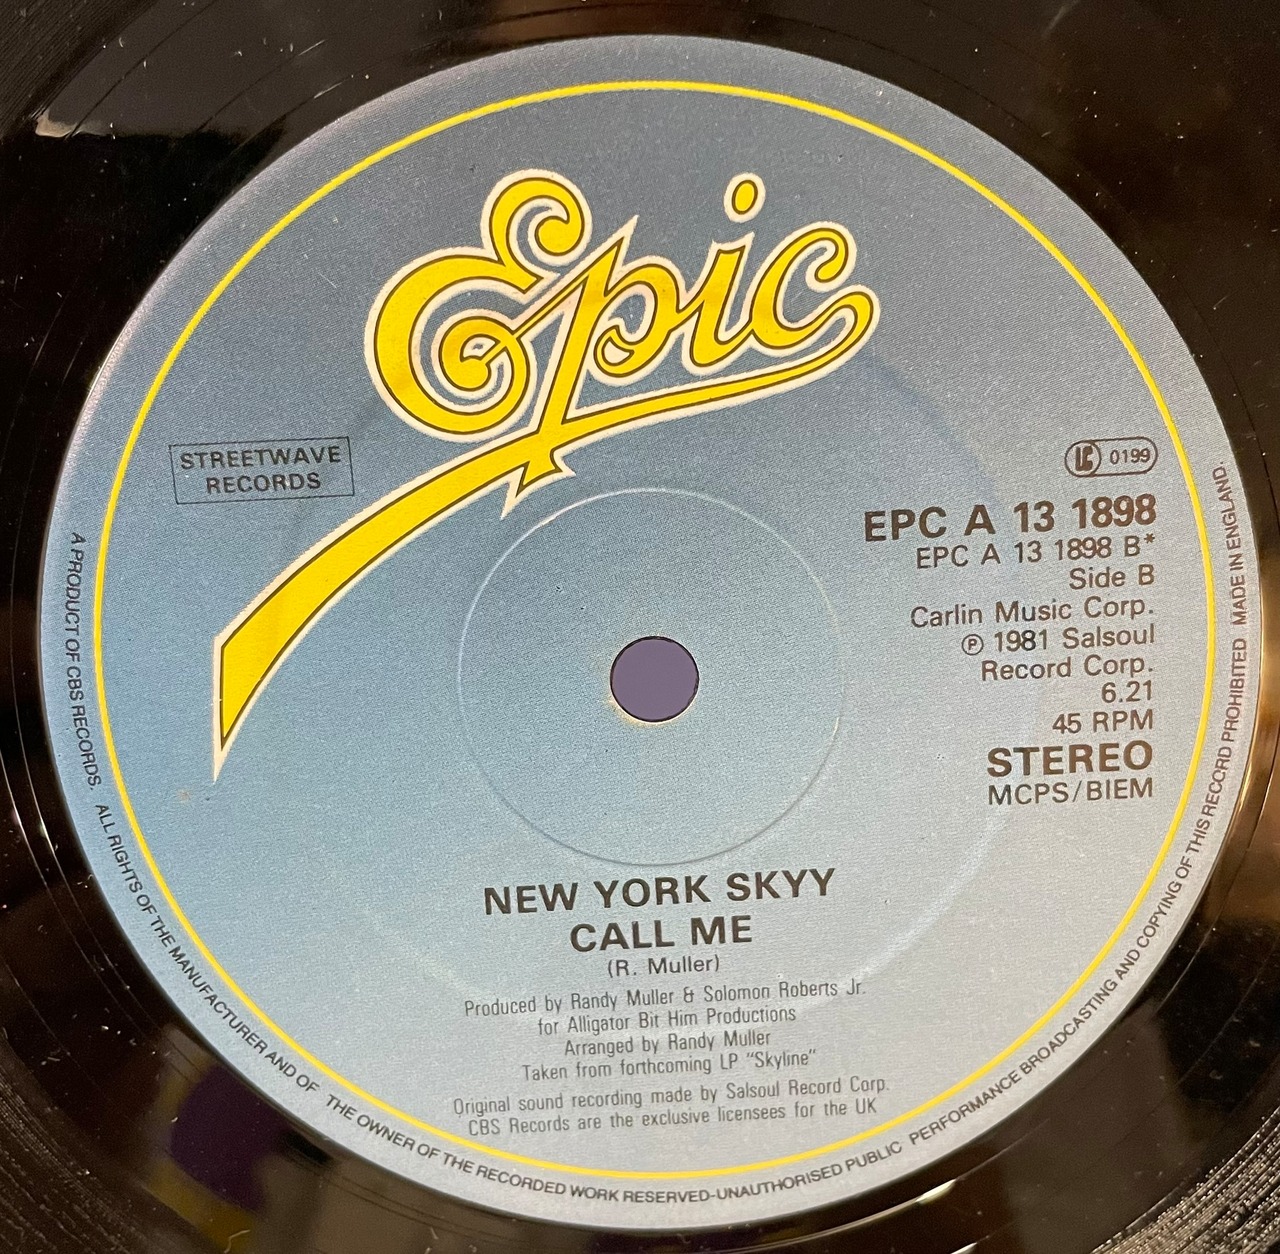 Epic
STREETWAVE
RECORDS
LC 0199
EPC A 13 1898
EPC A 13 1898 B*
Side B
Carlin Music Corp.
℗ 1981 Salsoul
Record Corp.
6.21
45 RPM
STEREO
MCPS/BIEM
NEW YORK SKYY
CALL ME
(R. Muller)
Produced by Randy Muller & Solomon Roberts Jr.
for Alligator Bit Him Productions
Arranged by Randy Muller
Taken from forthcoming LP "Skyline"
Original sound recording made by Salsoul Record Corp.
CBS Records are the exclusive licensees for the UK
A PRODUCT OF CBS RECORDS. ALL RIGHTS OF THE MANUFACTURER AND OF THE OWNER OF THE RECORDED WORK RESERVED-UNAUTHORISED PUBLIC PERFORMANCE BROADCASTING AND COPYING OF THIS RECORD PROHIBITED MADE IN ENGLAND.